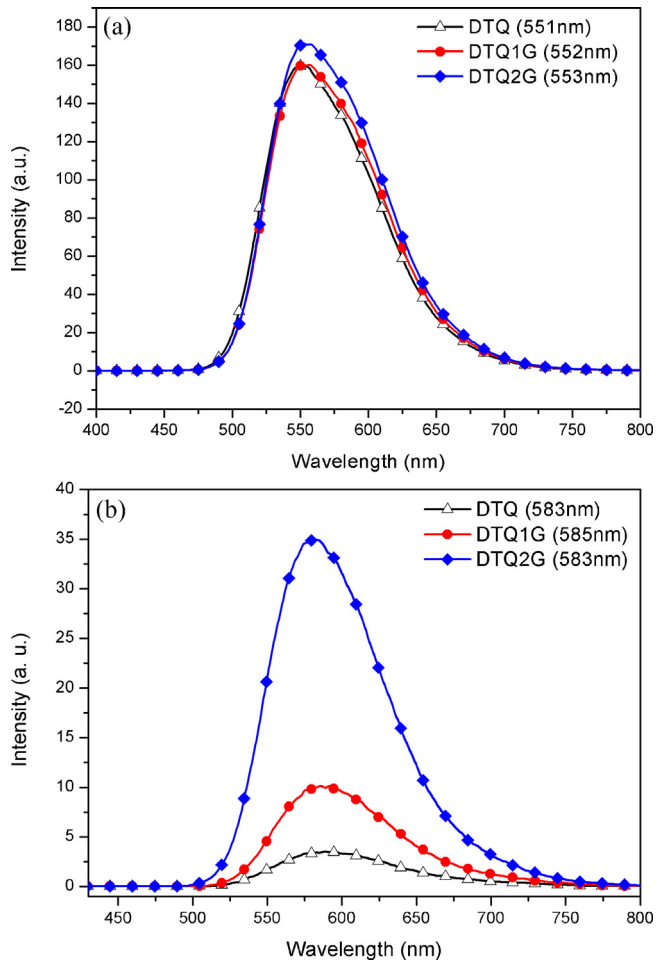 (a)
DTQ (551nm)
DTQ1G (552nm)
DTQ2G (553nm)
180
160
140
120
100
80
60
40
20
0
-20
Intensity (a.u.)
400 450 500 550 600 650 700 750 800
Wavelength (nm)
(b)
DTQ (583nm)
DTQ1G (585nm)
DTQ2G (583nm)
40
35
30
25
20
15
10
5
0
Intensity (a. u.)
450 500 550 600 650 700 750 800
Wavelength (nm)